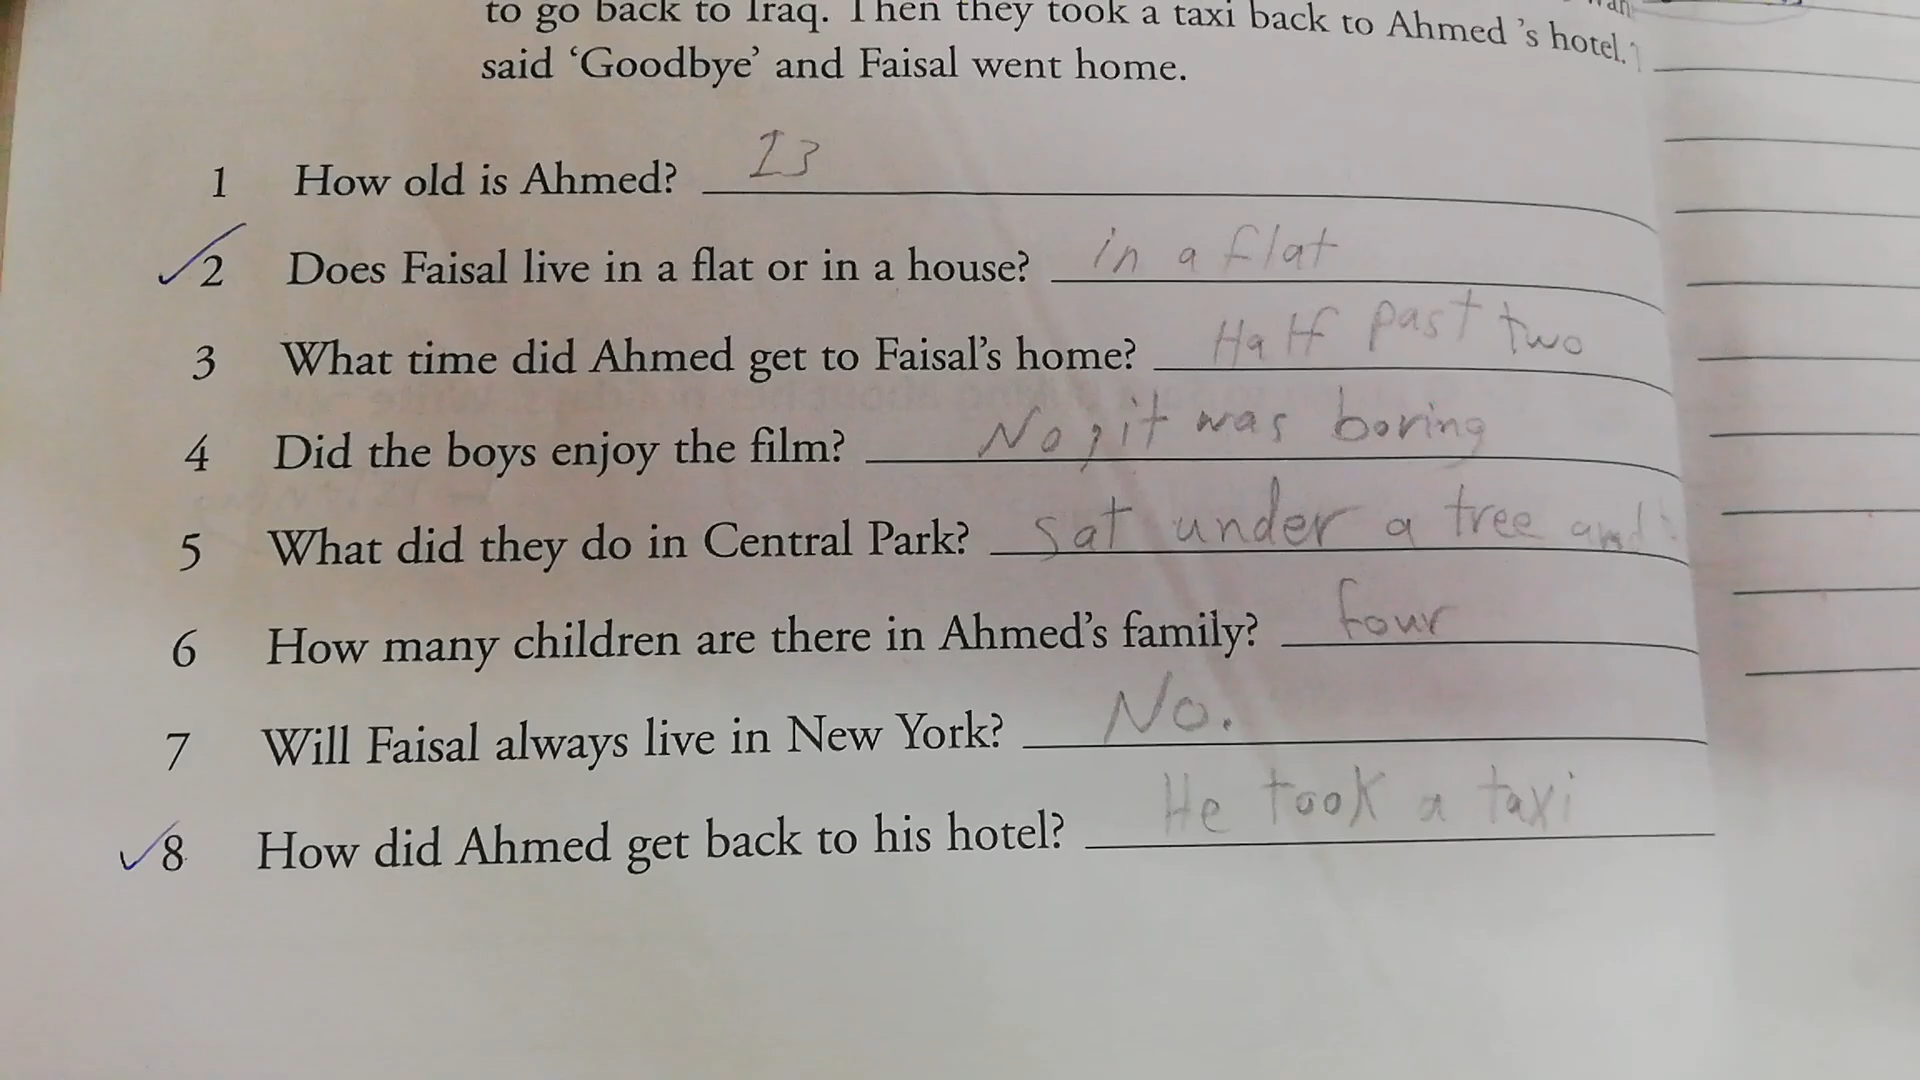 to go back to Iraq. Then they took a taxi back to Ahmed 's hotel.
said ‘Goodbye’ and Faisal went home.
1 How old is Ahmed? 13
2 Does Faisal live in a flat or in a house? in a flat
3 What time did Ahmed get to Faisal’s home? Half past two
4 Did the boys enjoy the film? No, it was boring
5 What did they do in Central Park? Sat under a tree and
6 How many children are there in Ahmed’s family? four
7 Will Faisal always live in New York? No.
8 How did Ahmed get back to his hotel? He took a taxi